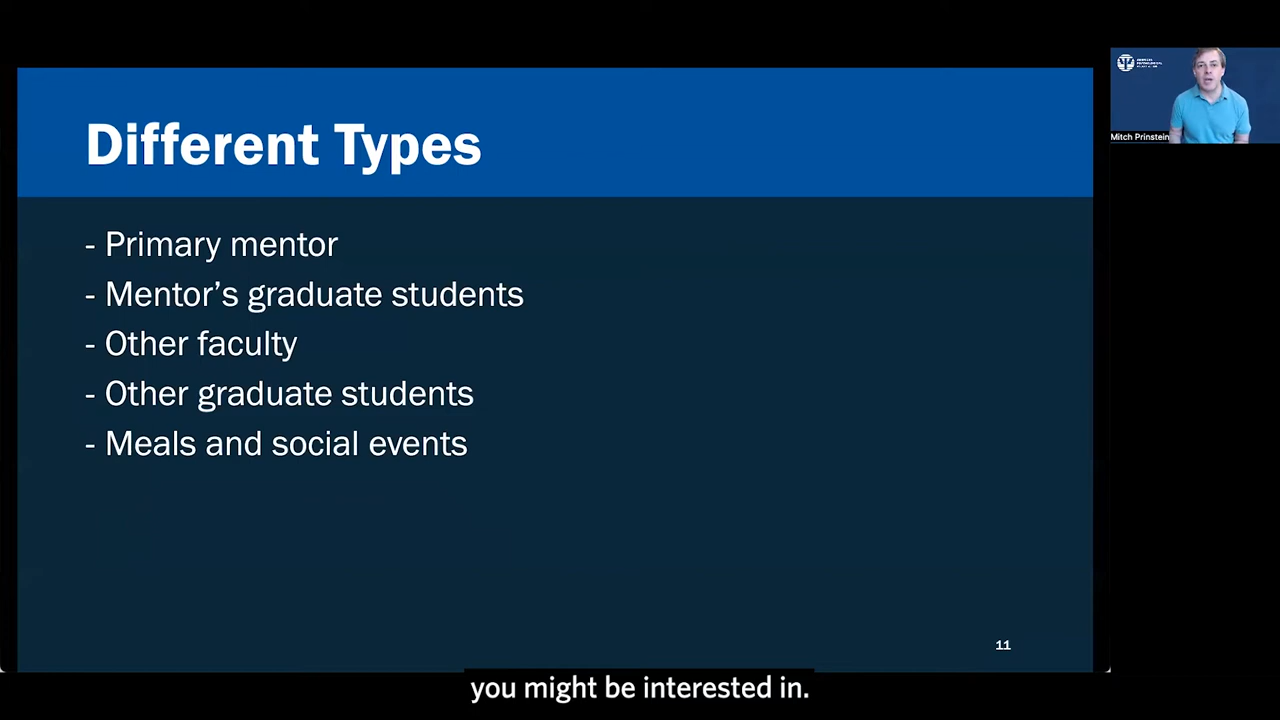 Different Types
- Primary mentor
- Mentor’s graduate students
- Other faculty
- Other graduate students
- Meals and social events
11
Mitch Prinstein
you might be interested in.